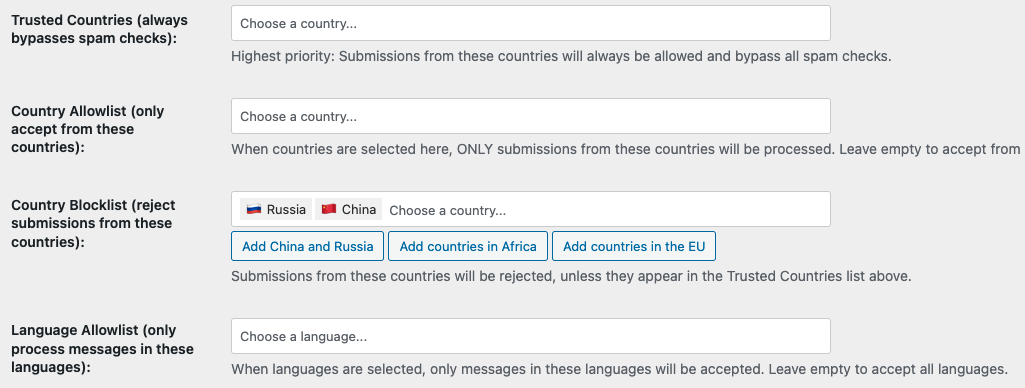 Trusted Countries (always
bypasses spam checks):
Choose a country...
Highest priority: Submissions from these countries will always be allowed and bypass all spam checks.
Country Allowlist (only
accept from these
countries):
Choose a country...
When countries are selected here, ONLY submissions from these countries will be processed. Leave empty to accept from
Country Blocklist (reject
submissions from these
countries):
Russia China Choose a country...
Add China and Russia Add countries in Africa Add countries in the EU
Submissions from these countries will be rejected, unless they appear in the Trusted Countries list above.
Language Allowlist (only
process messages in these
languages):
Choose a language...
When languages are selected, only messages in these languages will be accepted. Leave empty to accept all languages.